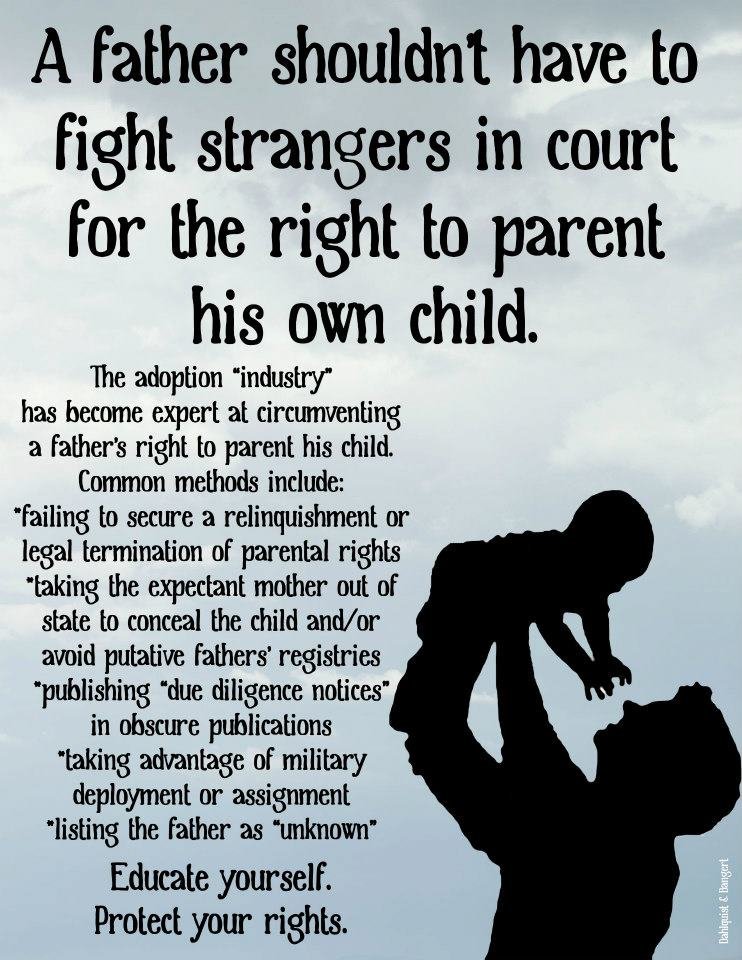 A father shouldn't have to
fight strangers in court
for the right to parent
his own child.
The adoption "industry"
has become expert at circumventing
a father's right to parent his child.
Common methods include:
*failing to secure a relinquishment or
legal termination of parental rights
*taking the expectant mother out of
state to conceal the child and/or
avoid putative fathers' registries
*publishing "due diligence notices"
in obscure publications
*taking advantage of military
deployment or assignment
*listing the father as "unknown"
Educate yourself.
Protect your rights.
Dahlquist & Bangert